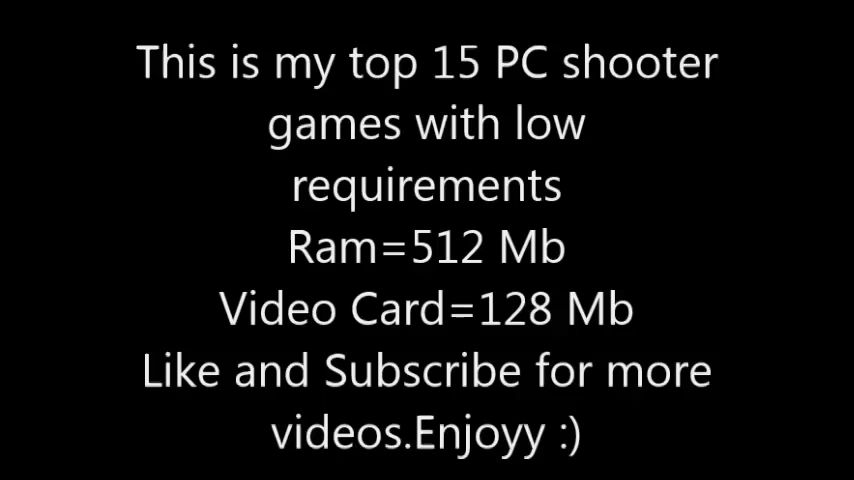 This is my top 15 PC shooter
games with low
requirements
Ram=512 Mb
Video Card=128 Mb
Like and Subscribe for more
videos.Enjoyy :)